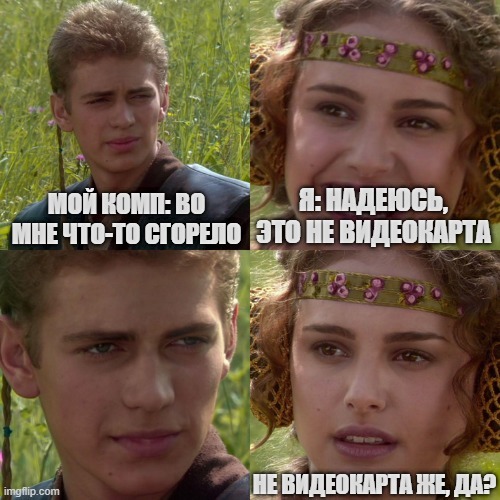 МОЙ КОМП: ВО
МНЕ ЧТО-ТО СГОРЕЛО
Я: НАДЕЮСЬ,
ЭТО НЕ ВИДЕОКАРТА
НЕ ВИДЕОКАРТА ЖЕ, ДА?
imgflip.com